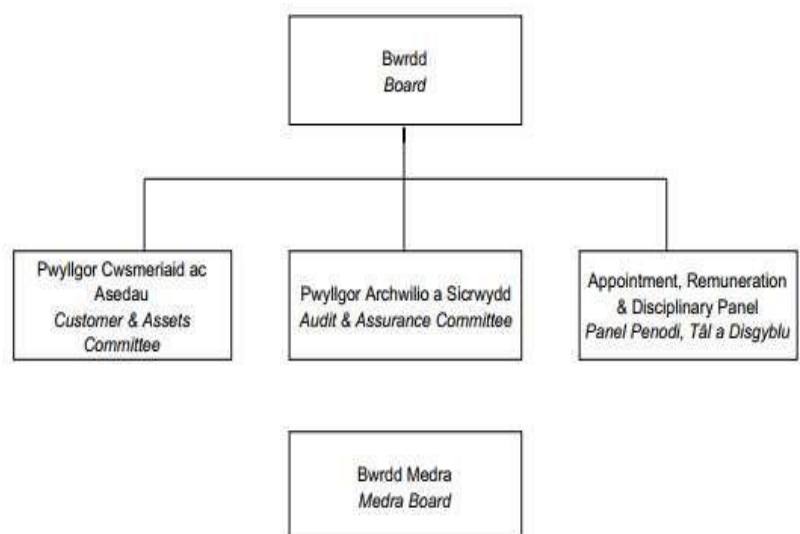 Bwrdd
Board
Pwyllgor Cwsmeriaid ac
Asedau
Customer & Assets
Committee
Pwyllgor Archwilio a Sicrwydd
Audit & Assurance Committee
Appointment, Remuneration
& Disciplinary Panel
Panel Penodi, Tâl a Disgyblu
Bwrdd Medra
Medra Board